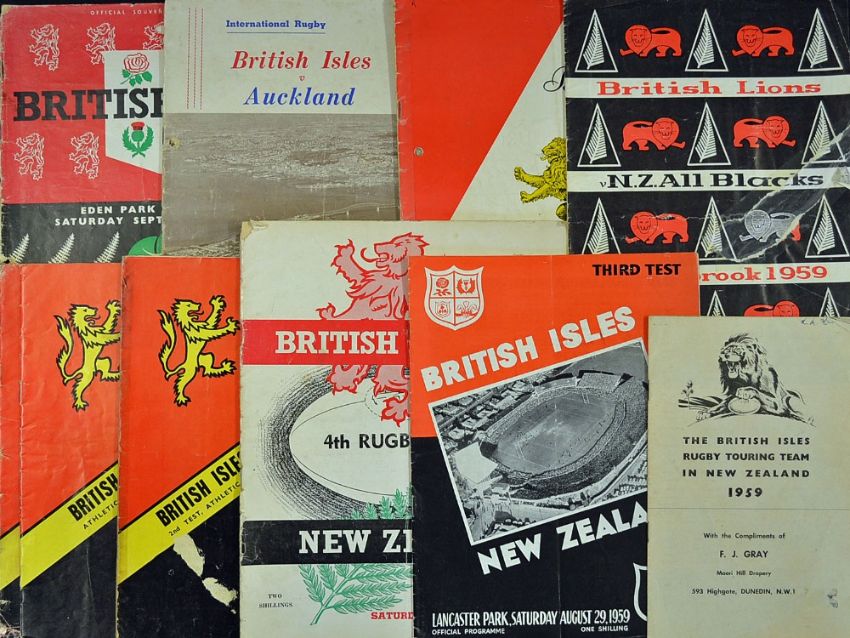 OFFICIAL SOUVE
BRITISH
EDEN PARK
SATURDAY SEPT
International Rugby
British Isles
v
Auckland
British Lions
v N.Z. All Blacks
brook 1959
BRITISH
ATHLETIC
BRITISH ISLES
2nd TEST, ATHLETIC
BRITISH
4th RUGB
NEW ZE
TWO
SHILLINGS
SATURD
THIRD TEST
BRITISH ISLES
NEW ZEALA
LANCASTER PARK, SATURDAY AUGUST 29, 1959
OFFICIAL PROGRAMME
ONE SHILLING
THE BRITISH ISLES
RUGBY TOURING TEAM
IN NEW ZEALAND
1959
With the Compliments of
F. J. GRAY
Maori Hill Drapery
593 Highgate, DUNEDIN, N.W.1